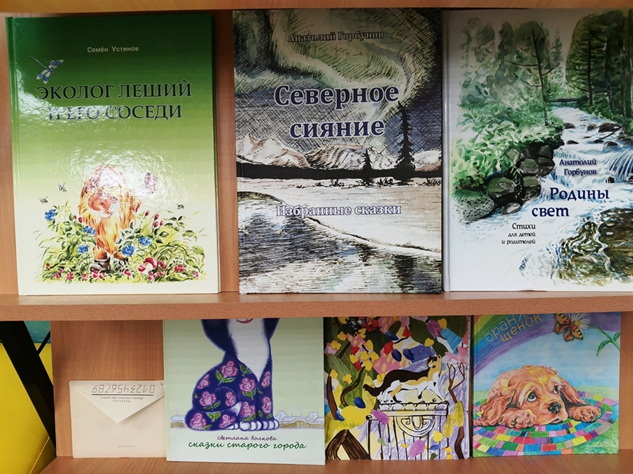 Семён Устинов
ЭКОЛОГ ЛЕШИЙ
И ЕГО СОСЕДИ
Анатолий Горбунов
Северное
сияние
Избранные сказки
Анатолий
Горбунов
Родины
свет
Стихи
для детей
и родителей
светлана волкова
сказки старого города
щенок